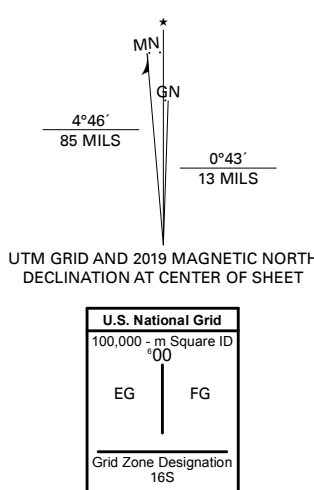 ★
MN
GN
4°46´
85 MILS
0°43´
13 MILS
UTM GRID AND 2019 MAGNETIC NORTH
DECLINATION AT CENTER OF SHEET
U.S. National Grid
100,000 - m Square ID
⁶00
EG FG
Grid Zone Designation
16S